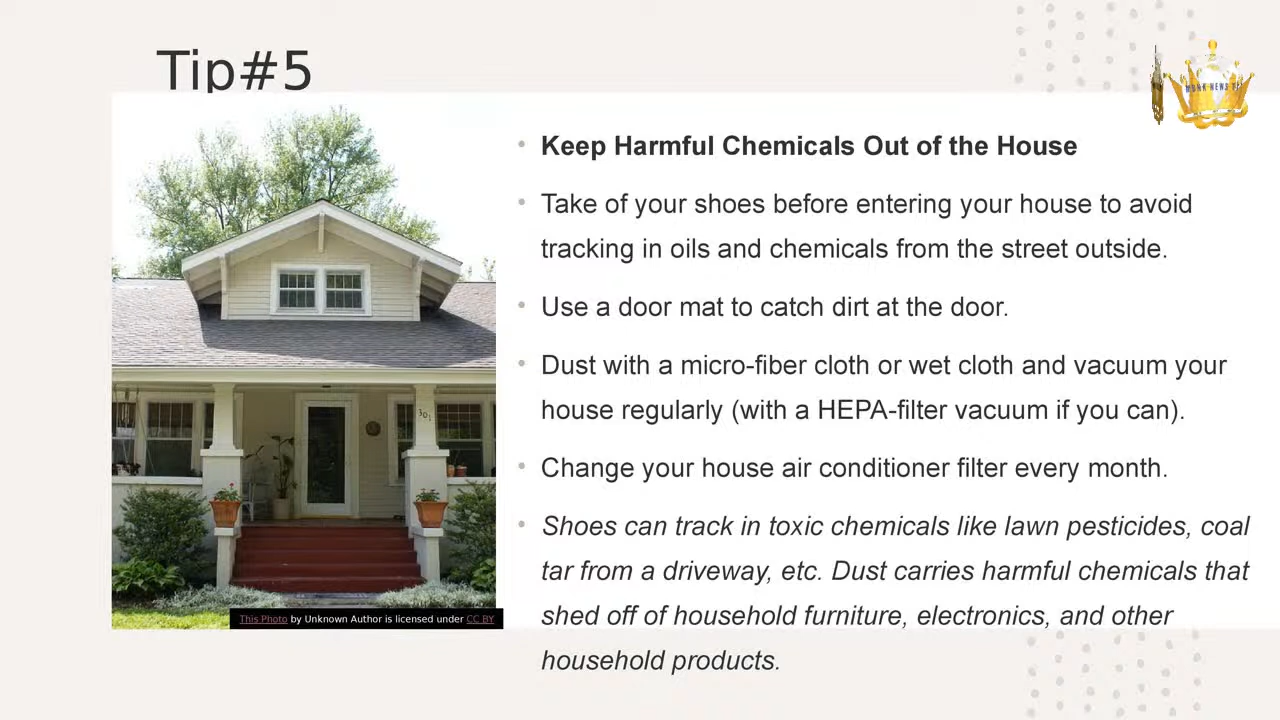 Tip#5
Keep Harmful Chemicals Out of the House
Take of your shoes before entering your house to avoid
tracking in oils and chemicals from the street outside.
Use a door mat to catch dirt at the door.
Dust with a micro-fiber cloth or wet cloth and vacuum your
house regularly (with a HEPA-filter vacuum if you can).
Change your house air conditioner filter every month.
Shoes can track in toxic chemicals like lawn pesticides, coal
tar from a driveway, etc. Dust carries harmful chemicals that
shed off of household furniture, electronics, and other
household products.
301
This Photo by Unknown Author is licensed under CC BY